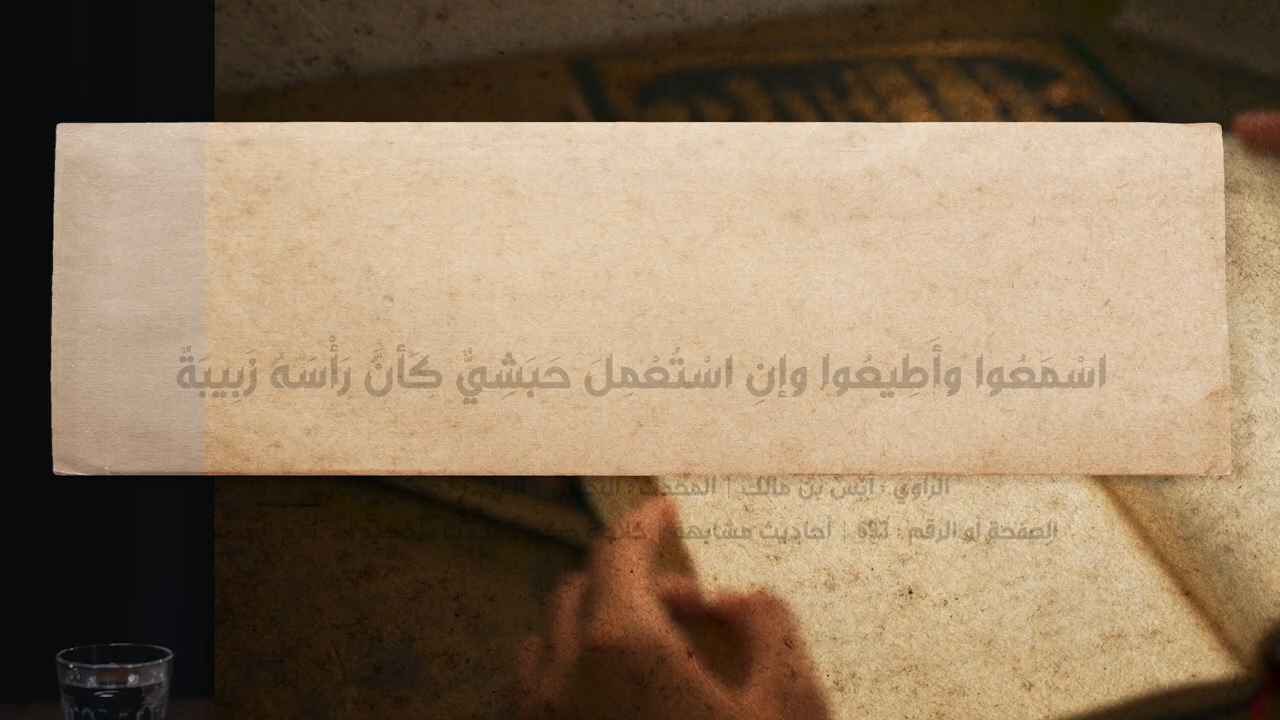 اسْمَعُوا وأَطِيعُوا وإنِ اسْتُعْمِلَ حَبَشِيٌّ كَأنَّ رَأْسَهُ زَبِيبَةٌ
الراوي : أنس بن مالك | المحدث :
الصفحة أو الرقم : 693 | أحاديث مشابهة